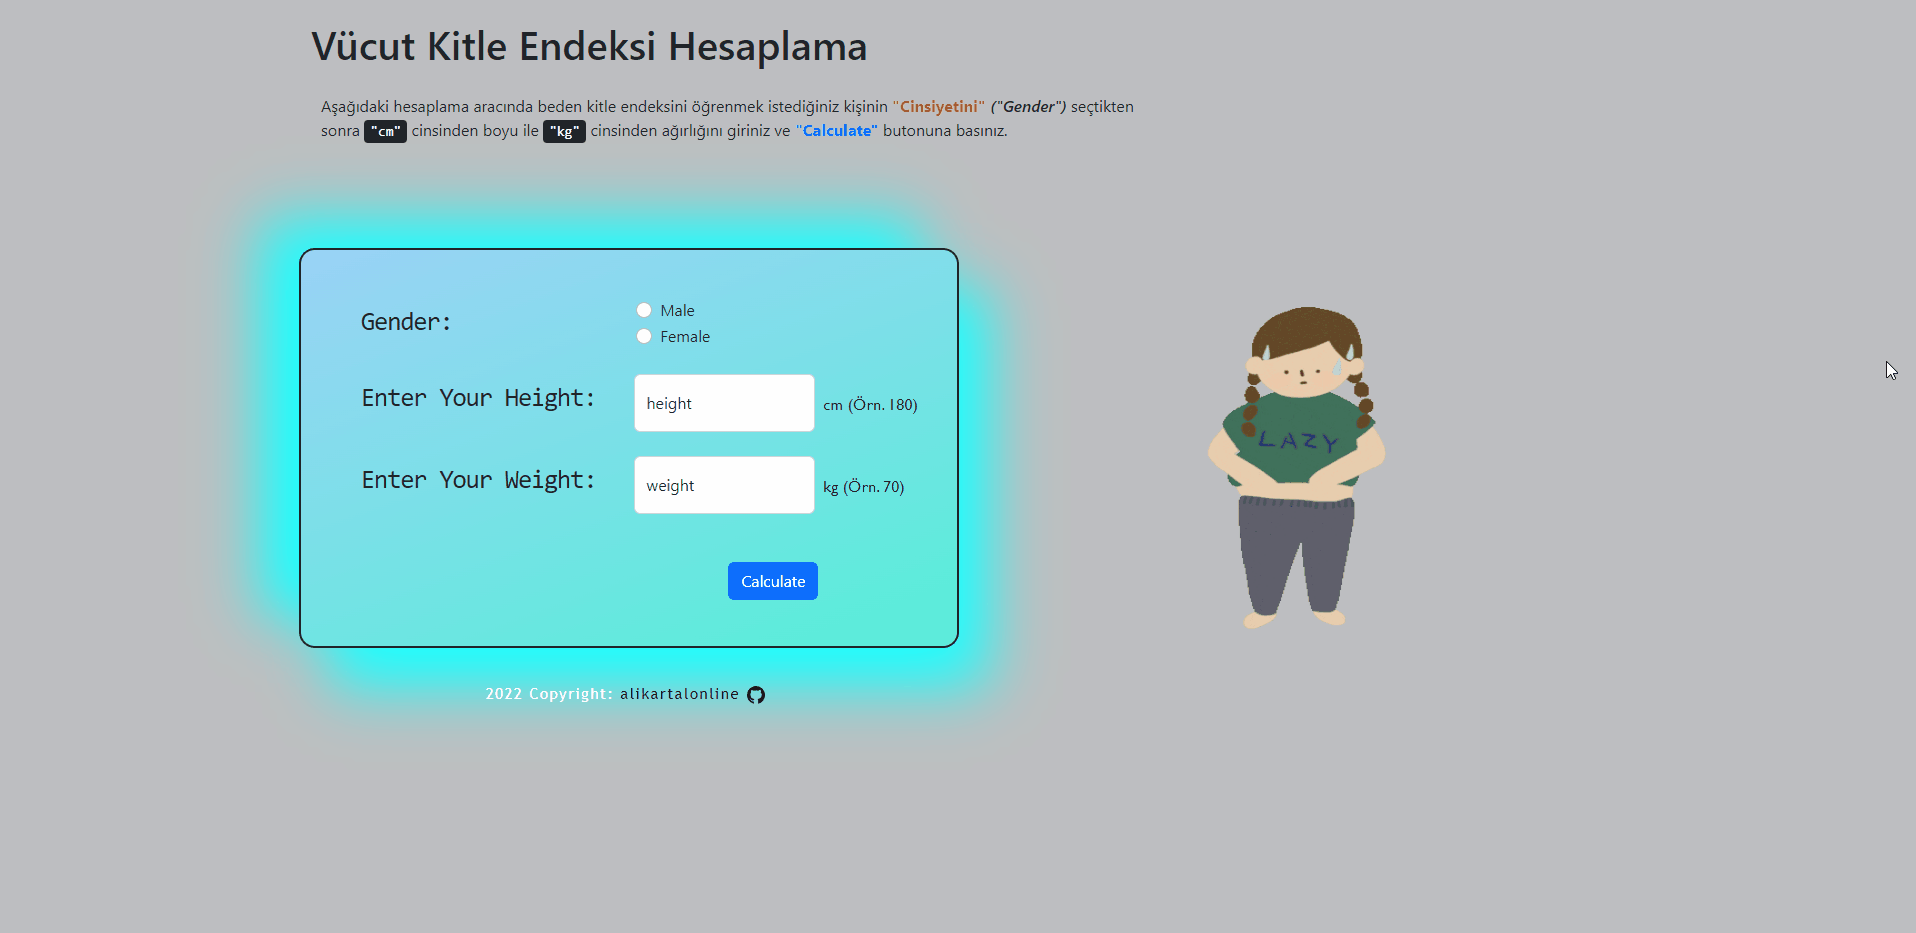 Vücut Kitle Endeksi Hesaplama
Aşağıdaki hesaplama aracında beden kitle endeksini öğrenmek istediğiniz kişinin "Cinsiyetini" ("Gender") seçtikten
sonra "cm" cinsinden boyu ile "kg" cinsinden ağırlığını giriniz ve "Calculate" butonuna basınız.
Gender:
Male
Female
Enter Your Height:
height
cm (Örn. 180)
Enter Your Weight:
weight
kg (Örn. 70)
Calculate
LAZY
2022 Copyright: alikartalonline